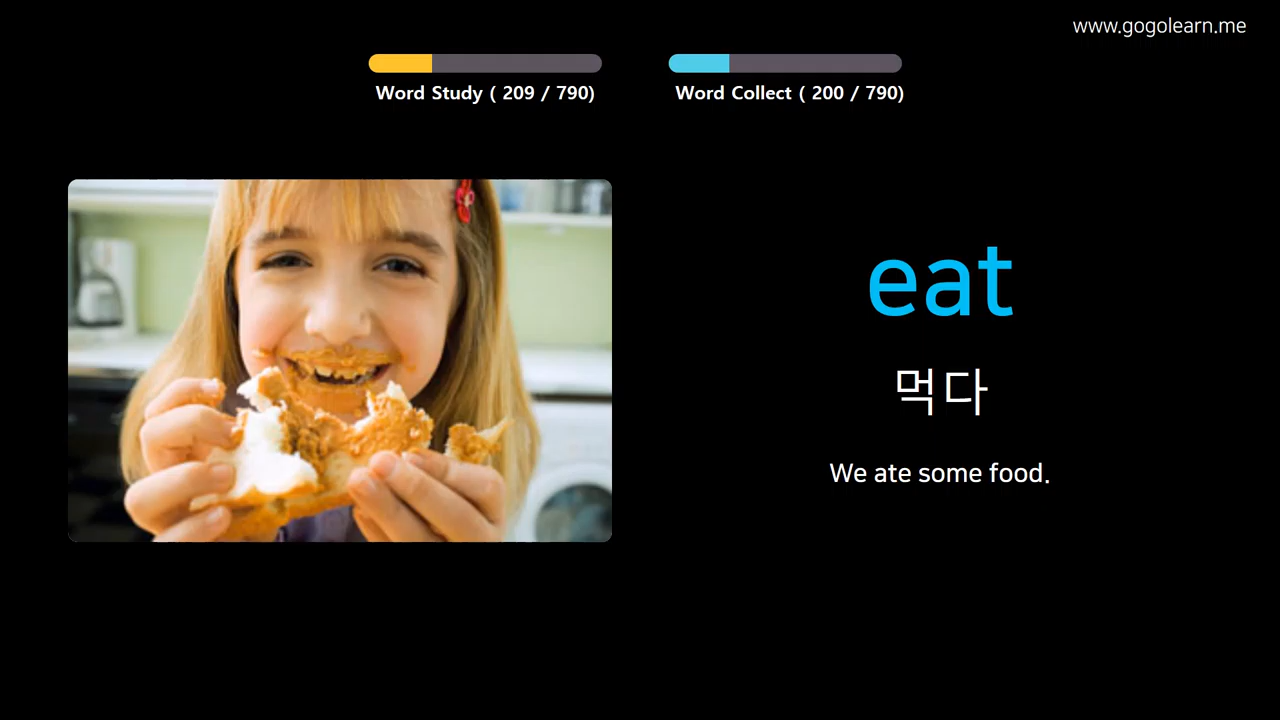 www.gogolearn.me
Word Study ( 209 / 790)
Word Collect ( 200 / 790)
eat
먹다
We ate some food.